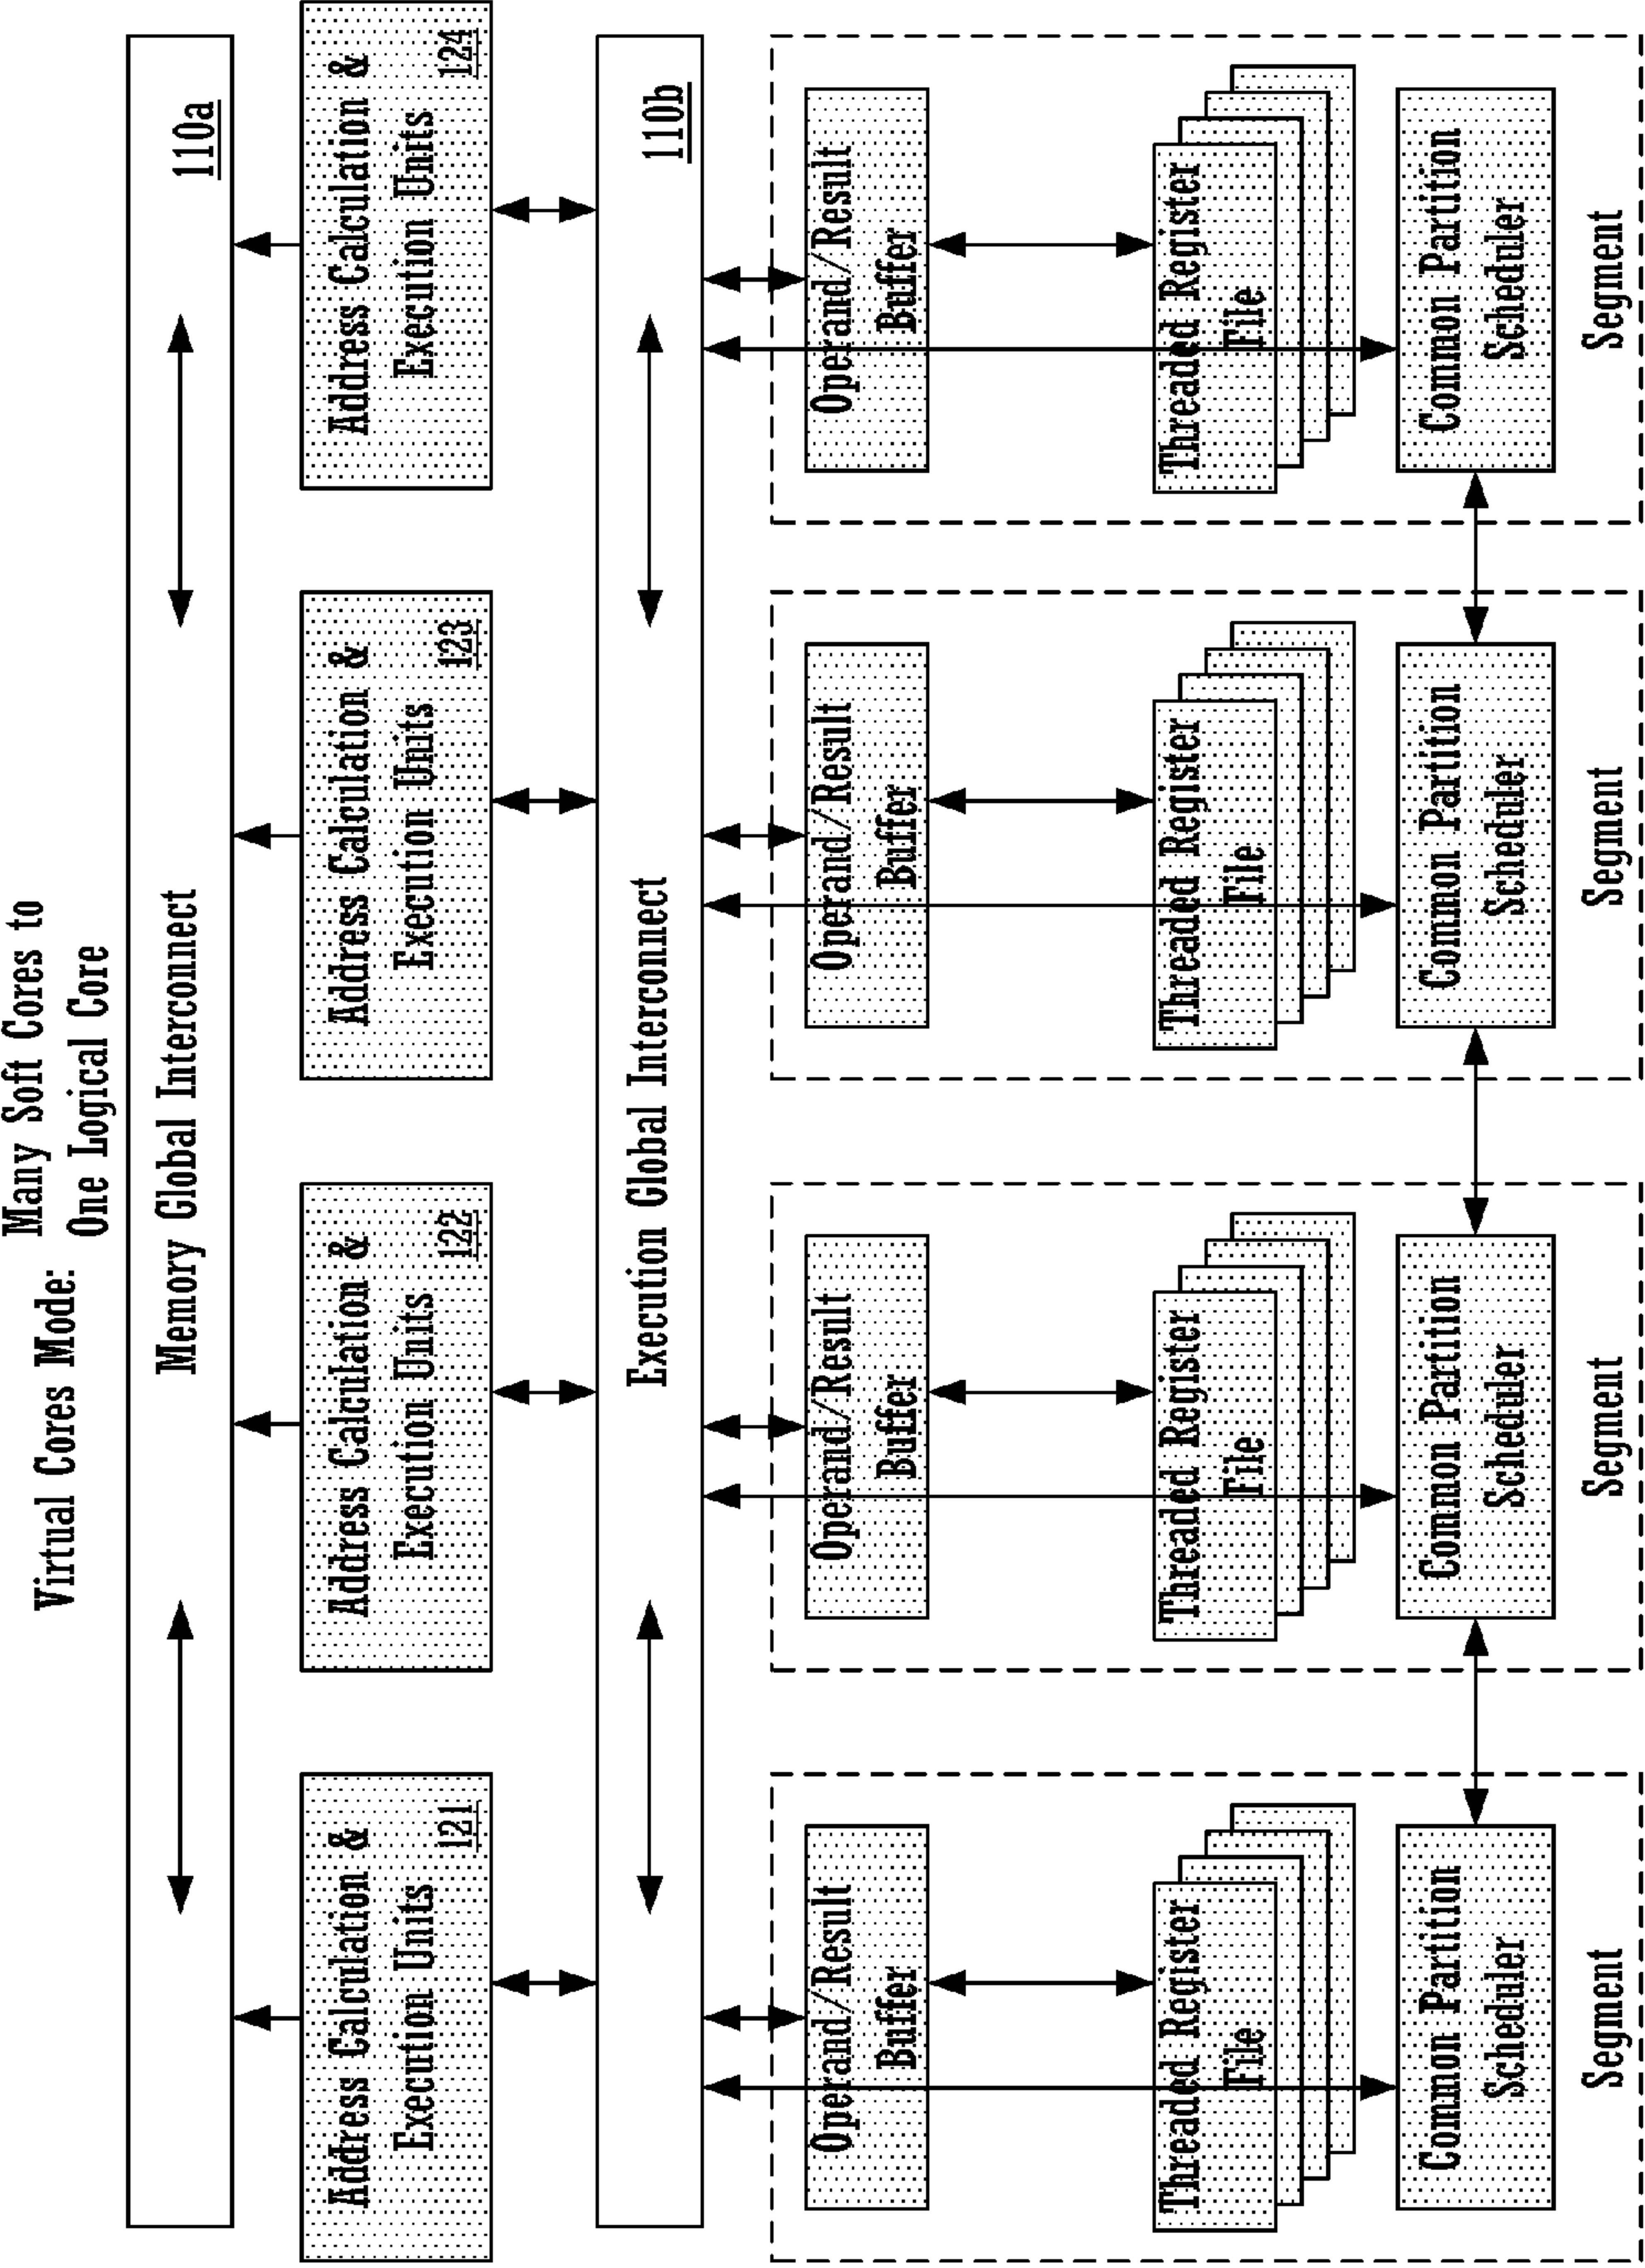 Virtual Cores Mode:
Many Soft Cores to
One Logical Core
Memory Global Interconnect
110a
Address Calculation &
Execution Units
121
Address Calculation &
Execution Units
122
Address Calculation &
Execution Units
123
Address Calculation &
Execution Units
124
Execution Global Interconnect
110b
Operand/Result
Buffer
Operand/Result
Buffer
Operand/Result
Buffer
Operand/Result
Buffer
Threaded Register
File
Threaded Register
File
Threaded Register
File
Threaded Register
File
Common Partition
Scheduler
Common Partition
Scheduler
Common Partition
Scheduler
Common Partition
Scheduler
Segment
Segment
Segment
Segment